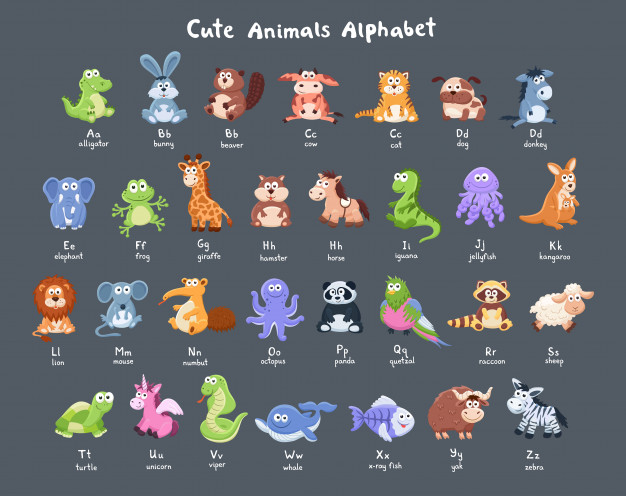 Cute Animals Alphabet
Aa
alligator
Bb
bunny
Bb
beaver
Cc
cow
Cc
cat
Dd
dog
Dd
donkey
Ee
elephant
Ff
frog
Gg
giraffe
Hh
hamster
Hh
horse
Ii
iguana
Jj
jellyfish
Kk
kangaroo
Ll
lion
Mm
mouse
Nn
numbut
Oo
octopus
Pp
panda
Qq
quetzal
Rr
raccoon
Ss
sheep
Tt
turtle
Uu
unicorn
Vv
viper
Ww
whale
Xx
x-ray fish
Yy
yak
Zz
zebra